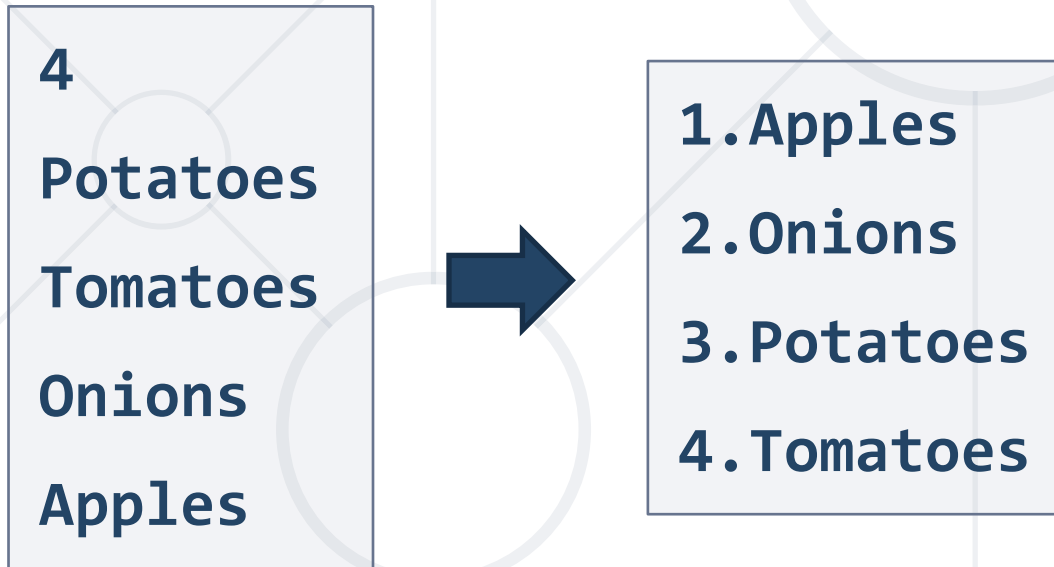 4
Potatoes
Tomatoes
Onions
Apples
1.Apples
2.Onions
3.Potatoes
4.Tomatoes